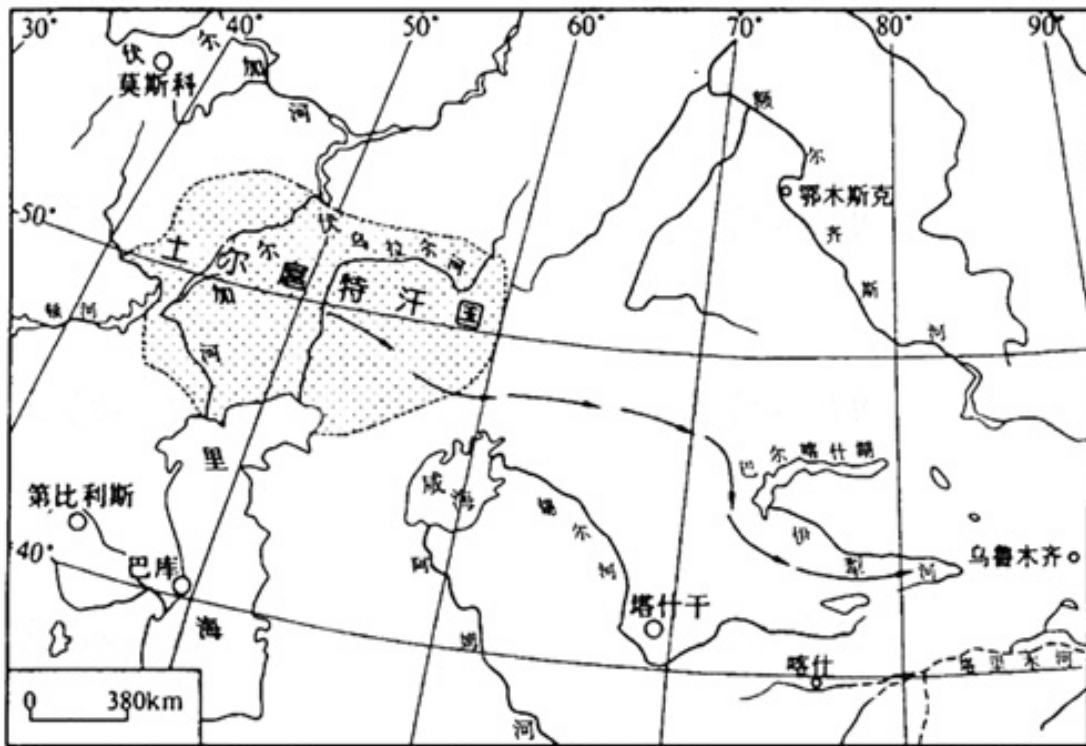 30° 40° 50° 60° 70° 80° 90°
伏尔加河
莫斯科
额尔齐斯河
鄂木斯克
50°
土尔扈特汗国
伏尔加河
乌拉尔河
顿河
里海
咸海
巴尔喀什湖
第比利斯
锡尔河
伊犁河
乌鲁木齐
40°
巴库
阿姆河
塔什干
喀什
塔里木河
0 380km